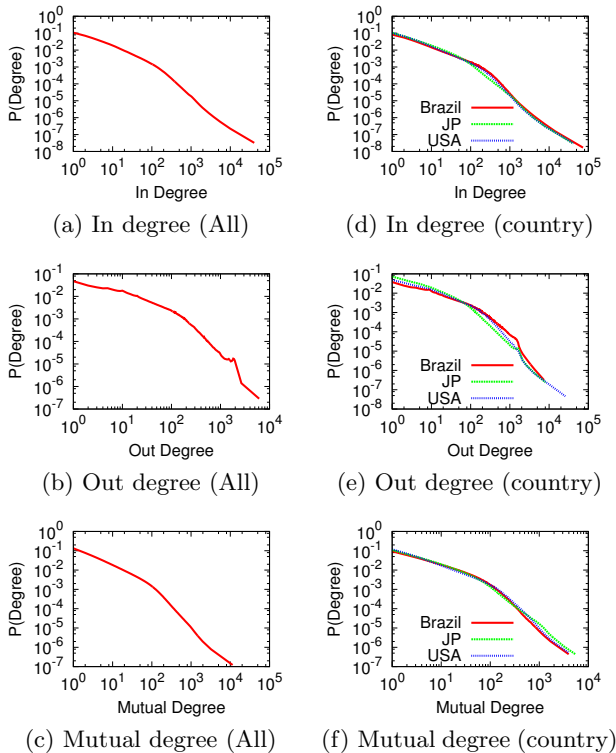 P(Degree)
10^0
10^-1
10^-2
10^-3
10^-4
10^-5
10^-6
10^-7
10^-8
10^0 10^1 10^2 10^3 10^4 10^5
In Degree
(a) In degree (All)
P(Degree)
10^0
10^-1
10^-2
10^-3
10^-4
10^-5
10^-6
10^-7
10^-8
Brazil
JP
USA
10^0 10^1 10^2 10^3 10^4 10^5
In Degree
(d) In degree (country)
P(Degree)
10^-1
10^-2
10^-3
10^-4
10^-5
10^-6
10^-7
10^0 10^1 10^2 10^3 10^4
Out Degree
(b) Out degree (All)
P(Degree)
10^-1
10^-2
10^-3
10^-4
10^-5
10^-6
10^-7
10^-8
Brazil
JP
USA
10^0 10^1 10^2 10^3 10^4 10^5
Out Degree
(e) Out degree (country)
P(Degree)
10^0
10^-1
10^-2
10^-3
10^-4
10^-5
10^-6
10^-7
10^0 10^1 10^2 10^3 10^4 10^5
Mutual Degree
(c) Mutual degree (All)
P(Degree)
10^0
10^-1
10^-2
10^-3
10^-4
10^-5
10^-6
10^-7
Brazil
JP
USA
10^0 10^1 10^2 10^3 10^4
Mutual Degree
(f) Mutual degree (country)